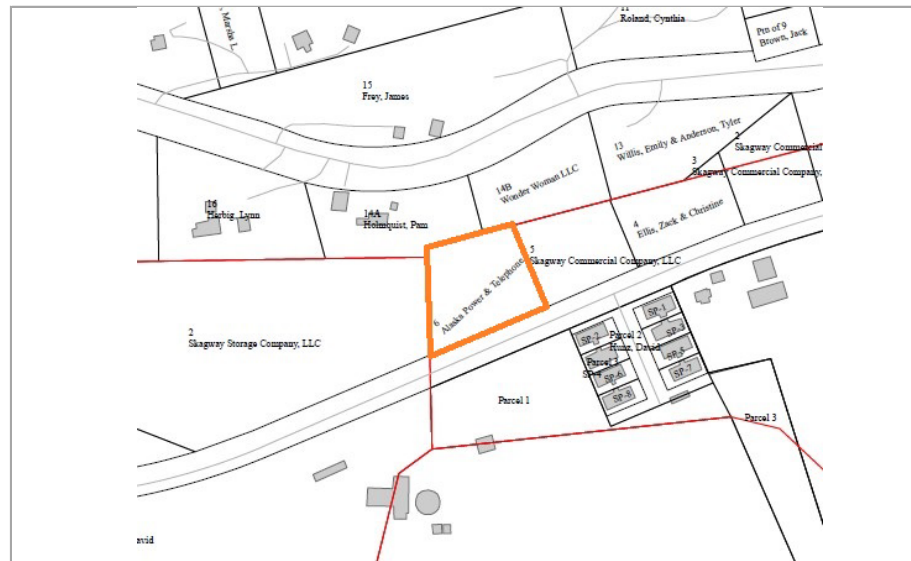 Marsha L.
11
Roland, Cynthia
Ptn of 9
Brown, Jack
15
Frey, James
13
Willis, Emily & Anderson, Tyler
2
Skagway Commercial
3
Skagway Commercial Company,
14B
Wonder Woman LLC
16
Herbig, Lynn
14A
Holmquist, Pam
4
Ellis, Zack & Christine
5
Skagway Commercial Company, LLC
6
Alaska Power & Telephone
2
Skagway Storage Company, LLC
SP-1
SP-2
Parcel 2
Hunz, David
SP-3
Parcel 3
SP-4
SP-5
SP-6
SP-7
SP-8
Parcel 1
Parcel 3
avid